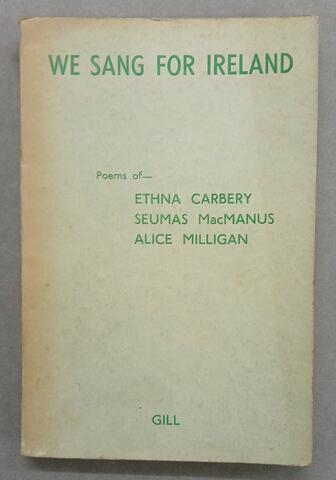 WE SANG FOR IRELAND
Poems of—
ETHNA CARBERY
SEUMAS MacMANUS
ALICE MILLIGAN
GILL